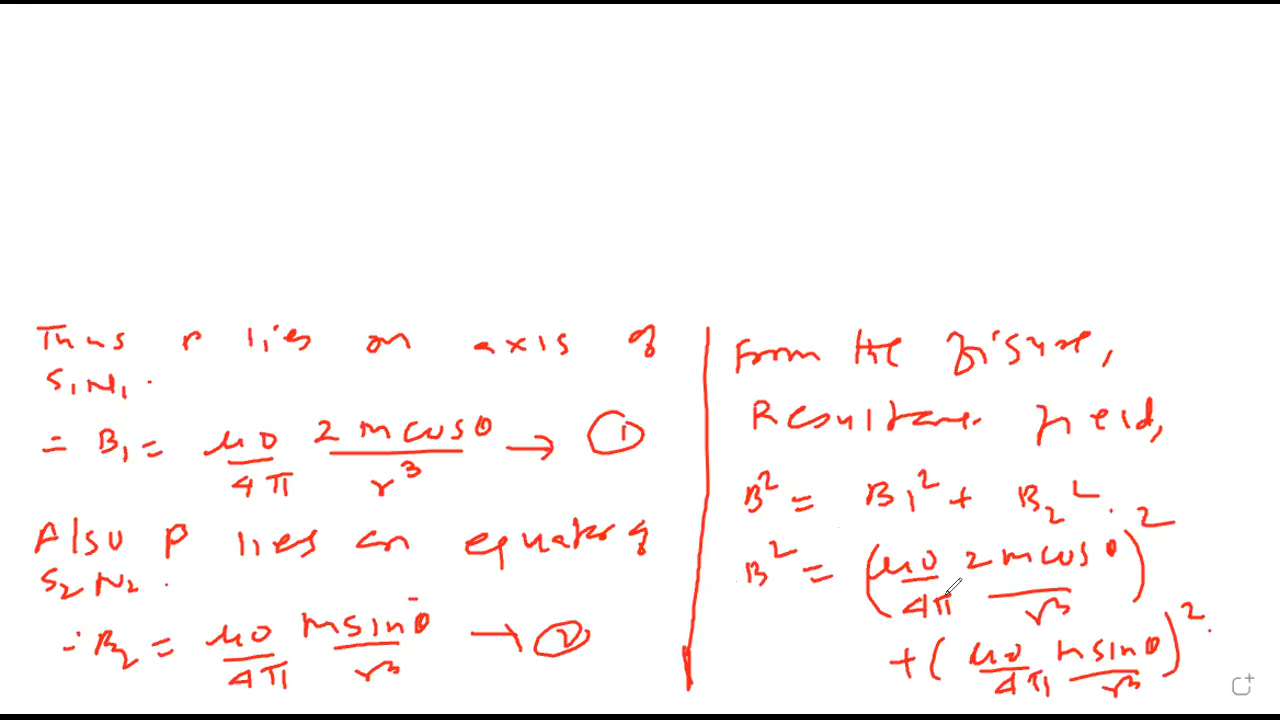 Thus P lies on axis of
S₁N₁.
= B₁ = μ0/4π 2 m cosθ/r³ → ①
Also P lies on equator of
S₂N₂.
∴ B₂ = μ0/4π m sinθ/r³ → ②
From the figure,
Resultant field,
B² = B₁² + B₂².
B² = (μ0/4π 2 m cosθ/r³)²
+ (μ0/4π m sinθ/r³)².